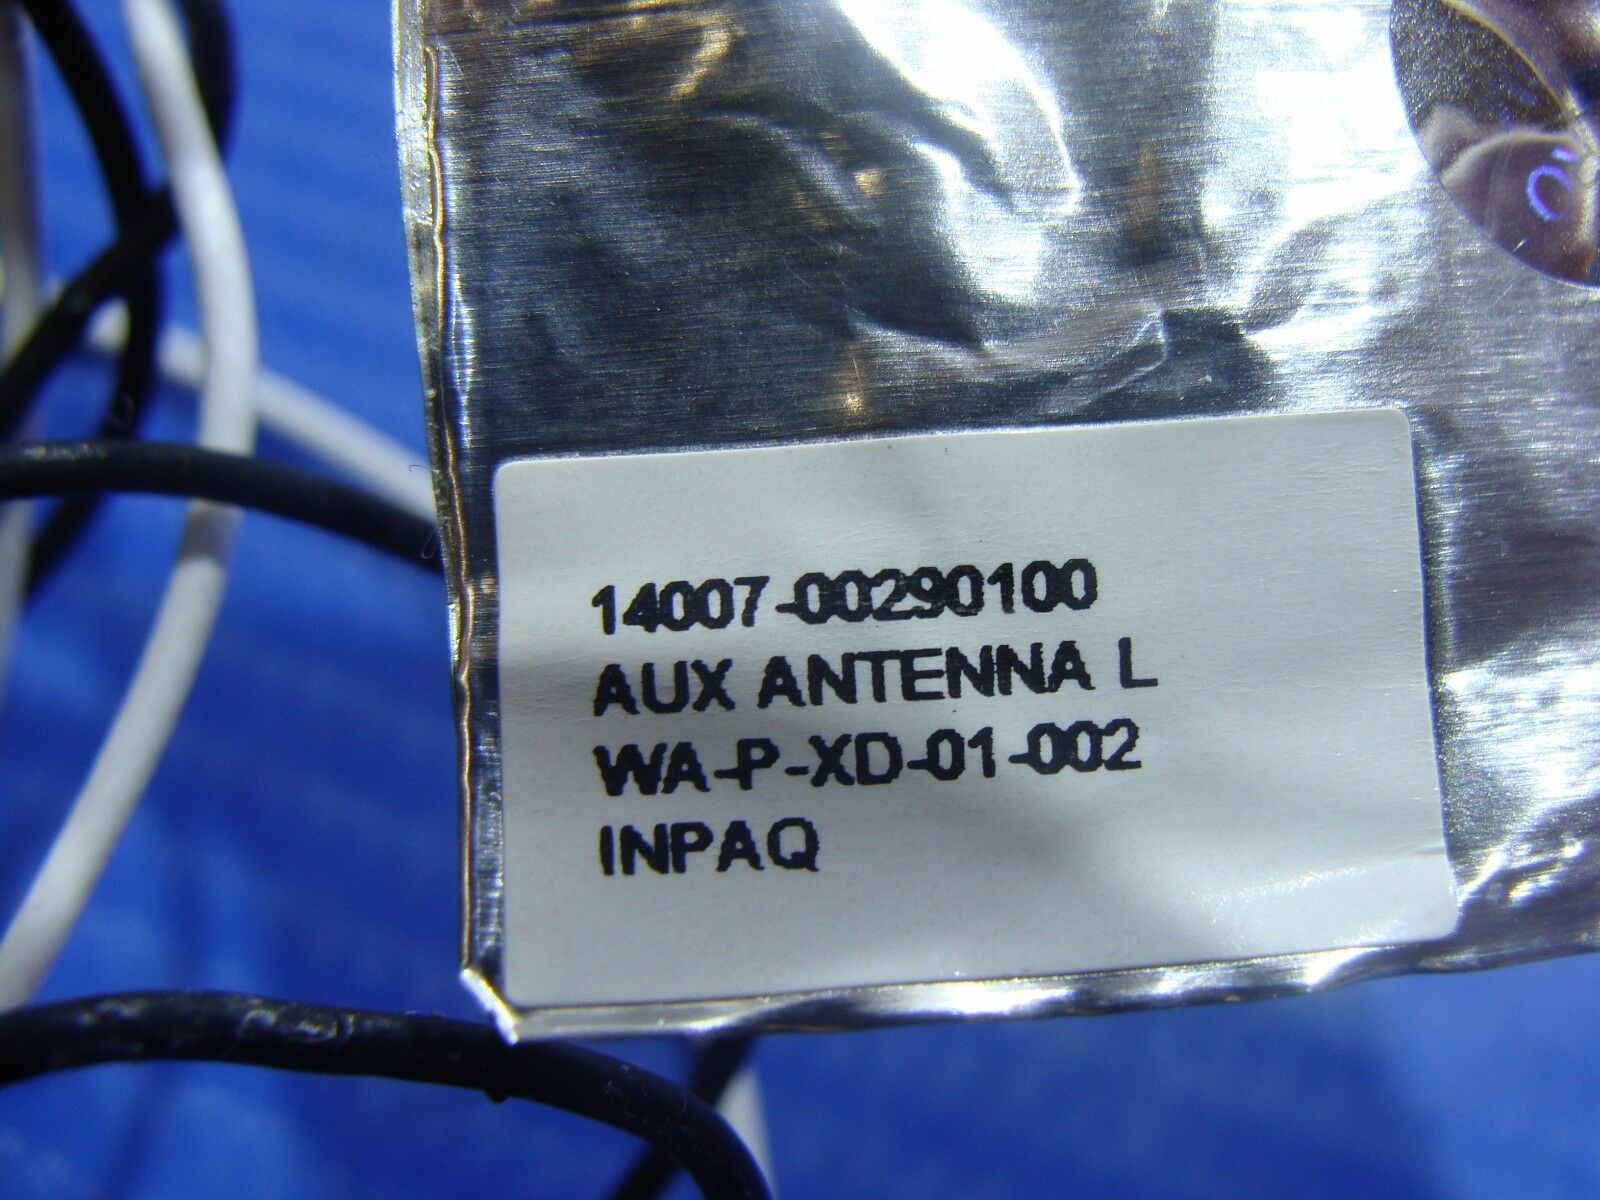 14007-00290100
AUX ANTENNA L
WA-P-XD-01-002
INPAQ